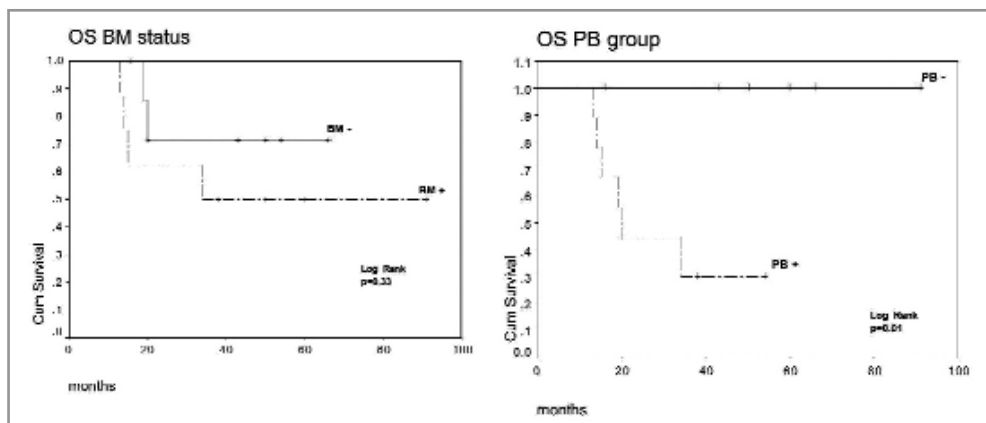 OS BM status
1.0
.9
.8
.7
.6
.5
.4
.3
.2
.1
.0
Cum Survival
BM -
BM +
Log Rank
p=0,33
0 20 40 60 80 100
months
OS PB group
1.1
1.0
.9
.8
.7
.6
.5
.4
.3
.2
.1
0.0
Cum Survival
PB -
PB +
Log Rank
p=0.01
0 20 40 60 80 100
months